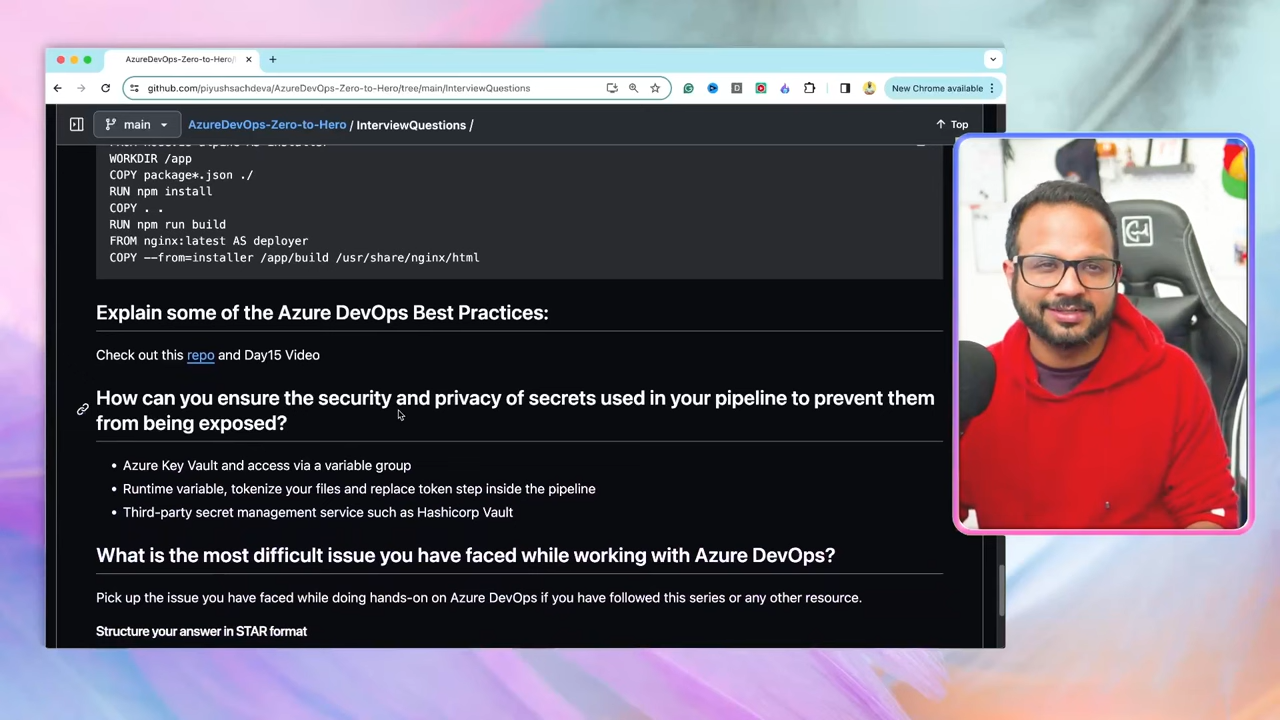 AzureDevOps-Zero-to-Hero/
github.com/piyushsachdeva/AzureDevOps-Zero-to-Hero/tree/main/InterviewQuestions
New Chrome available
main
AzureDevOps-Zero-to-Hero / InterviewQuestions /
Top
WORKDIR /app
COPY package*.json ./
RUN npm install
COPY . .
RUN npm run build
FROM nginx:latest AS deployer
COPY --from=installer /app/build /usr/share/nginx/html
Explain some of the Azure DevOps Best Practices:
Check out this repo and Day15 Video
How can you ensure the security and privacy of secrets used in your pipeline to prevent them
from being exposed?
• Azure Key Vault and access via a variable group
• Runtime variable, tokenize your files and replace token step inside the pipeline
• Third-party secret management service such as Hashicorp Vault
What is the most difficult issue you have faced while working with Azure DevOps?
Pick up the issue you have faced while doing hands-on on Azure DevOps if you have followed this series or any other resource.
Structure your answer in STAR format